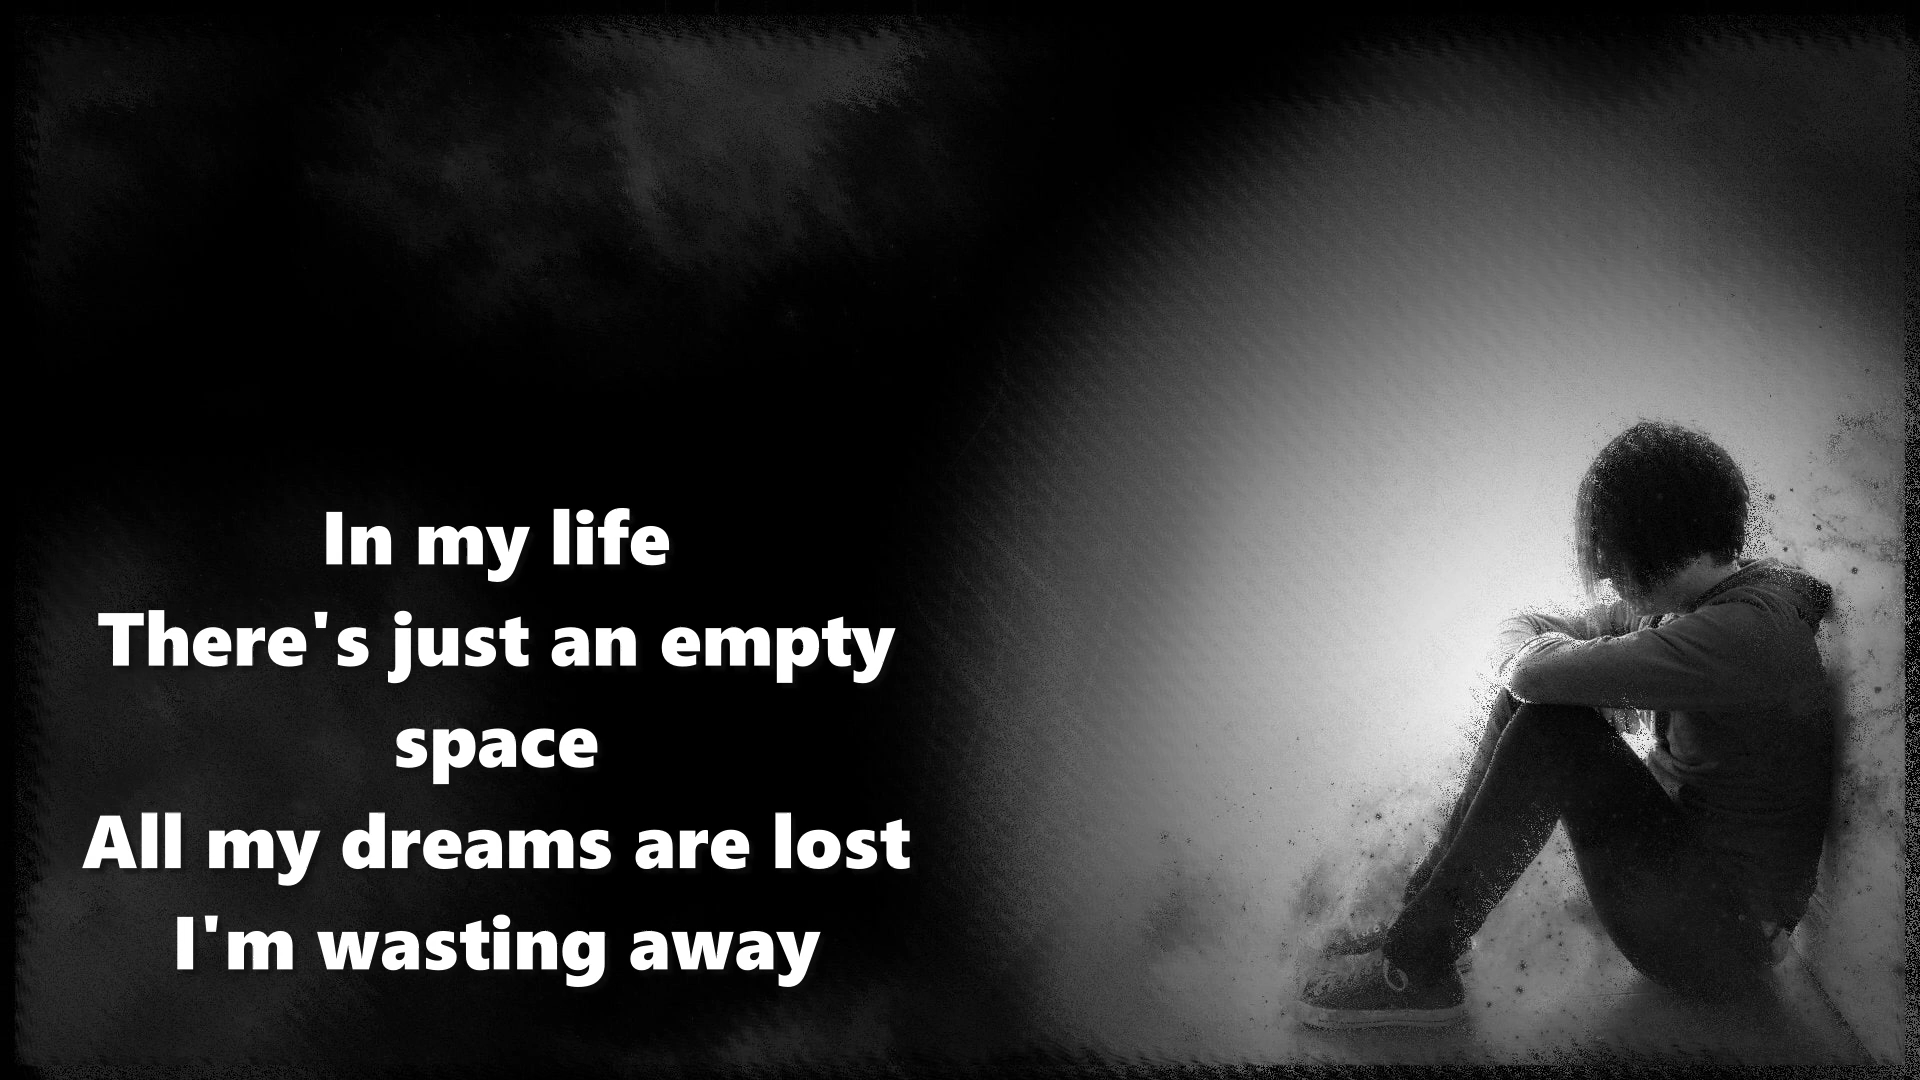 In my life
There's just an empty
space
All my dreams are lost
I'm wasting away